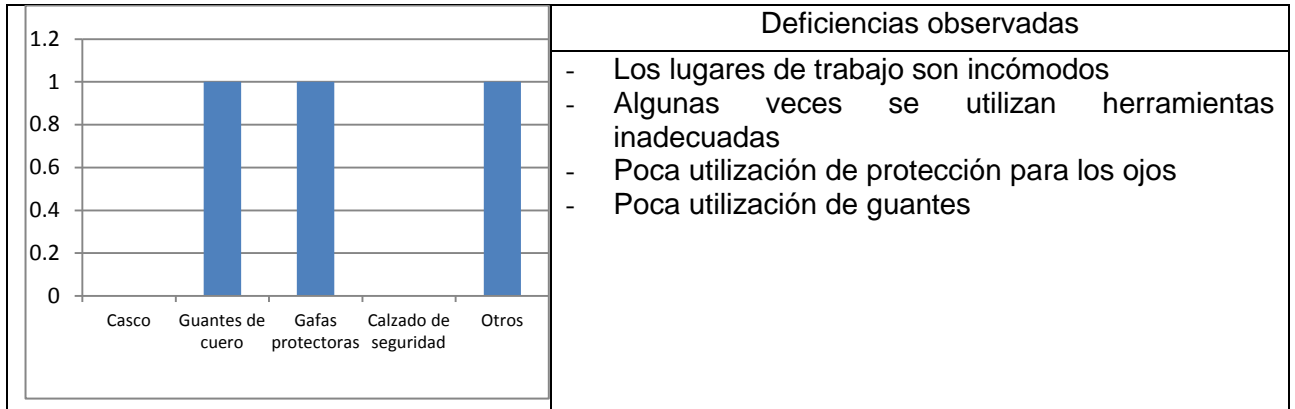 1.2
1
0.8
0.6
0.4
0.2
0
Casco
Guantes de
cuero
Gafas
protectoras
Calzado de
seguridad
Otros
Deficiencias observadas
- Los lugares de trabajo son incómodos
- Algunas veces se utilizan herramientas
inadecuadas
- Poca utilización de protección para los ojos
- Poca utilización de guantes